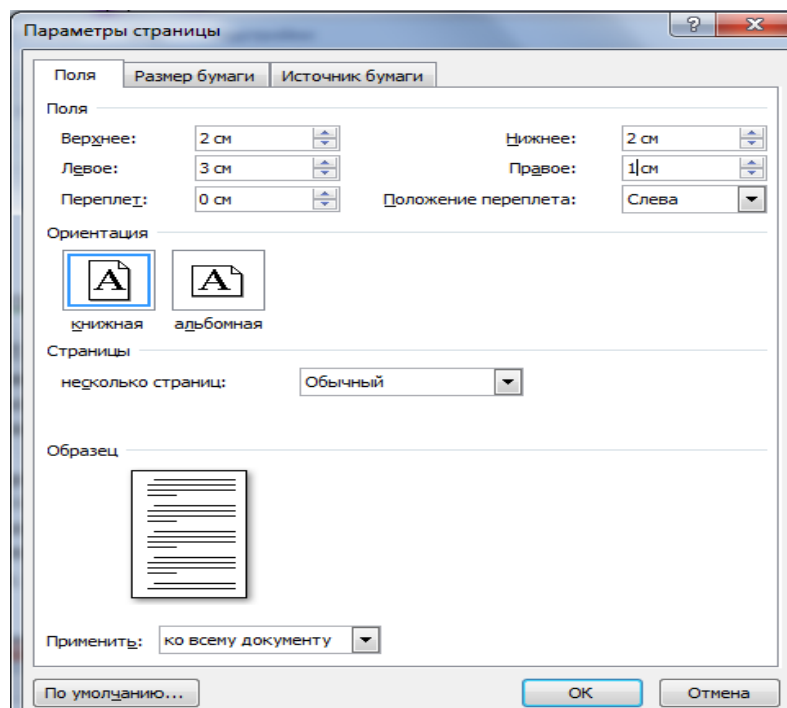 Параметры страницы
Поля Размер бумаги Источник бумаги
Поля
Верхнее: 2 см Нижнее: 2 см
Левое: 3 см Правое: 1 см
Переплет: 0 см Положение переплета: Слева
Ориентация
A A
книжная альбомная
Страницы
несколько страниц: Обычный
Образец
Применить: ко всему документу
По умолчанию... ОК Отмена